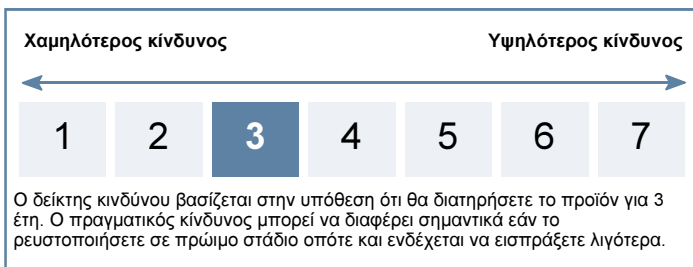 Χαμηλότερος κίνδυνος Υψηλότερος κίνδυνος
1 2 3 4 5 6 7
Ο δείκτης κινδύνου βασίζεται στην υπόθεση ότι θα διατηρήσετε το προϊόν για 3
έτη. Ο πραγματικός κίνδυνος μπορεί να διαφέρει σημαντικά εάν το
ρευστοποιήσετε σε πρώιμο στάδιο οπότε και ενδέχεται να εισπράξετε λιγότερα.